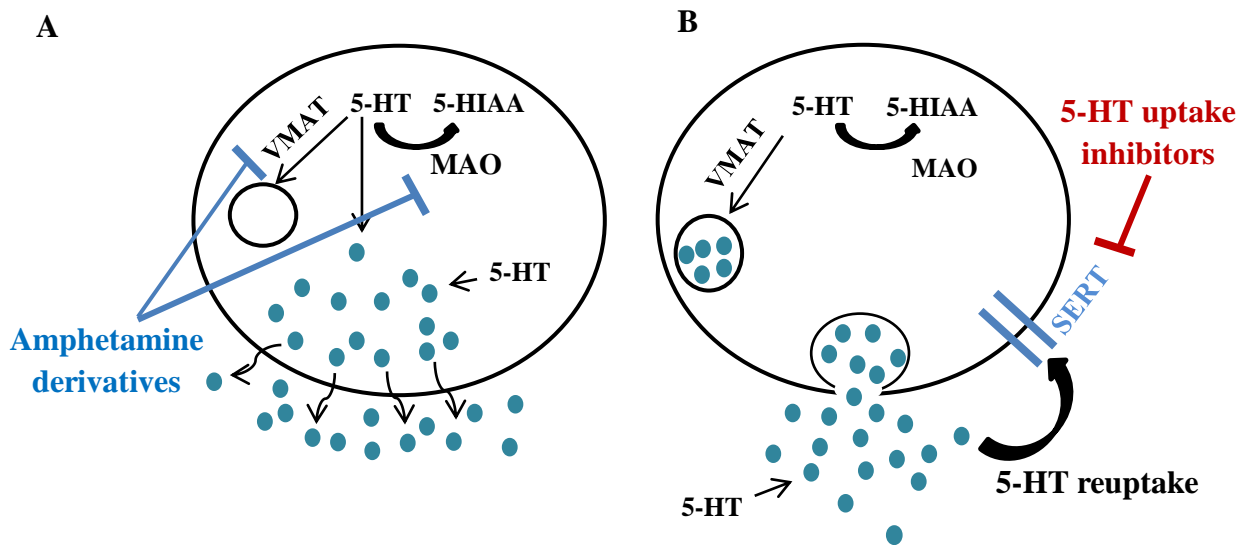 A
VMAT
5-HT
5-HIAA
MAO
5-HT
Amphetamine
derivatives
B
VMAT
5-HT
5-HIAA
MAO
5-HT uptake
inhibitors
SERT
5-HT reuptake
5-HT